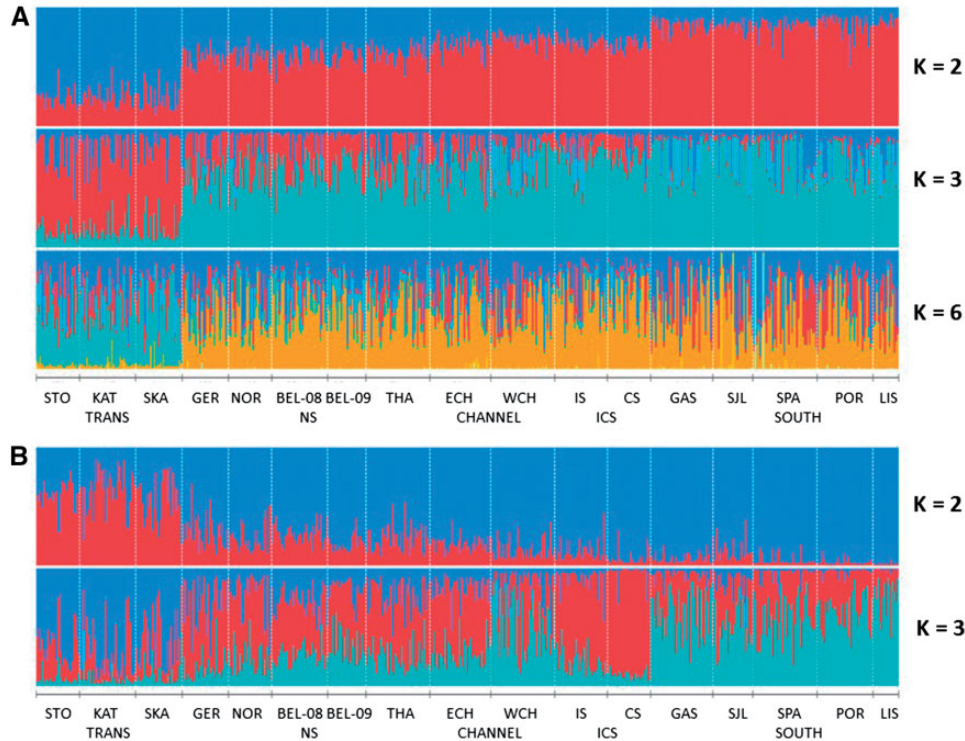 A
K = 2
K = 3
K = 6
STO KAT SKA GER NOR BEL-08 BEL-09 THA ECH WCH IS CS GAS SJL SPA POR LIS
TRANS NS CHANNEL ICS SOUTH
B
K = 2
K = 3
STO KAT SKA GER NOR BEL-08 BEL-09 THA ECH WCH IS CS GAS SJL SPA POR LIS
TRANS NS CHANNEL ICS SOUTH